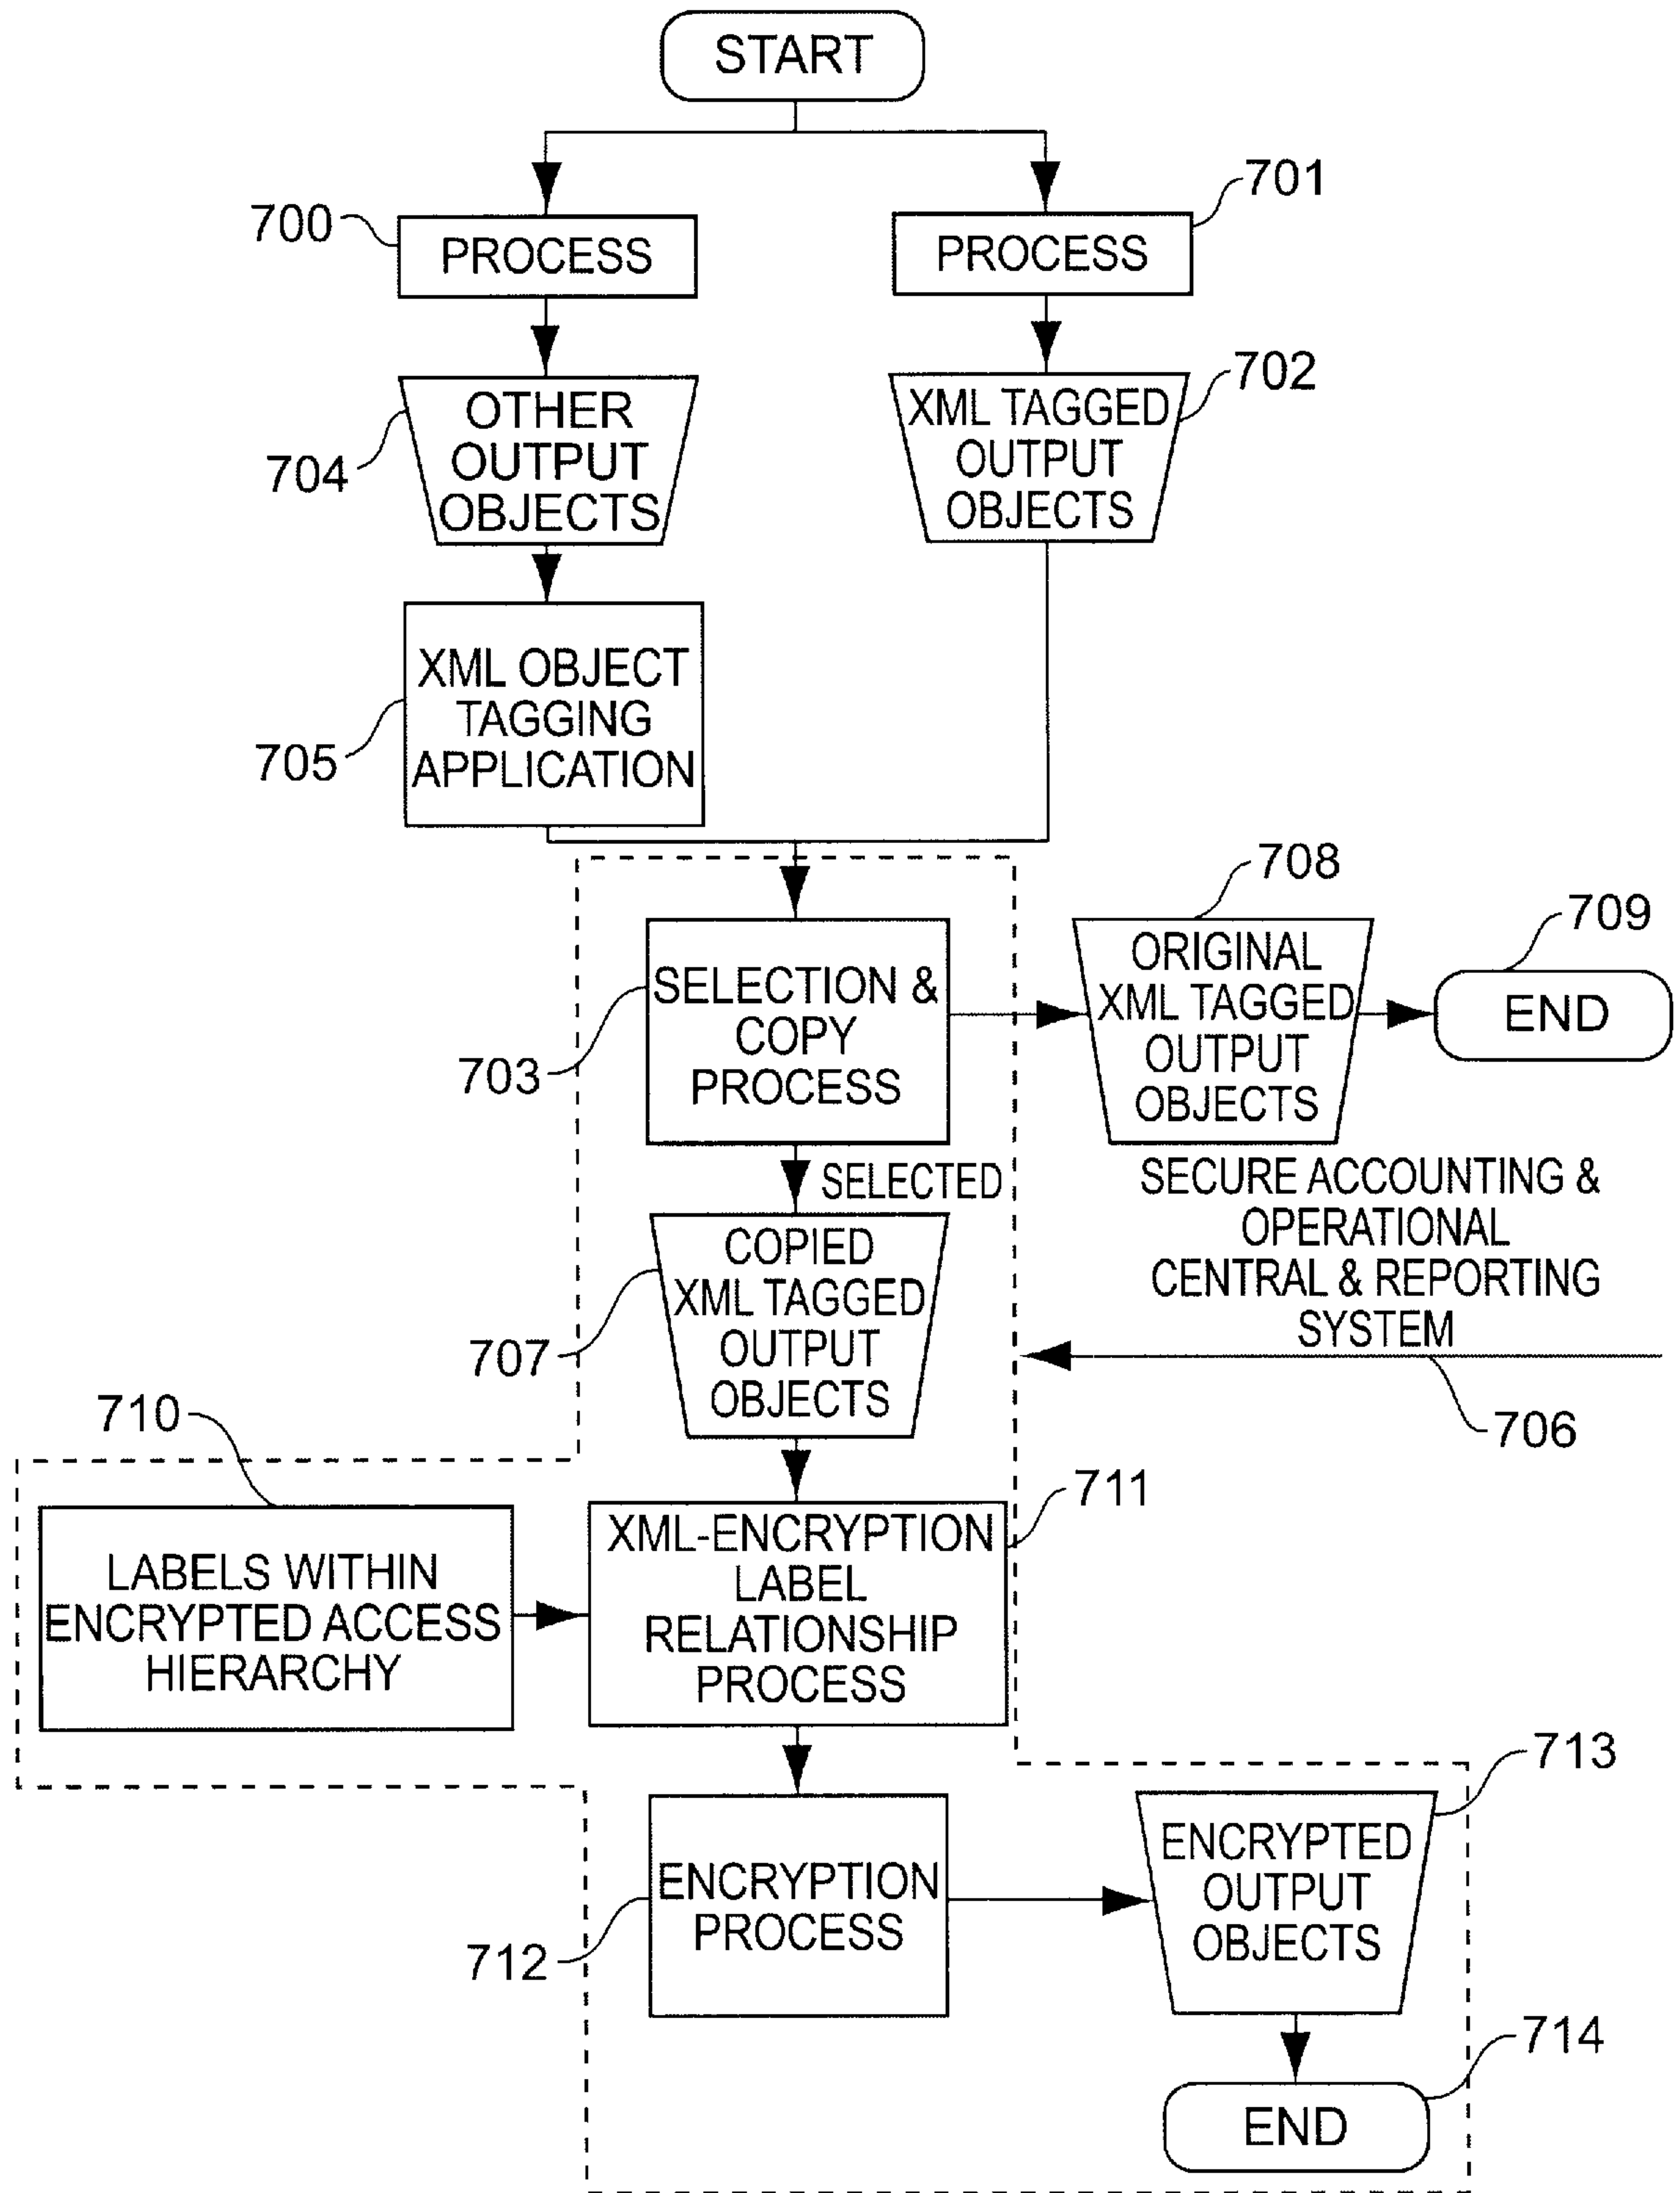 START
701
700
PROCESS
PROCESS
702
OTHER
OUTPUT
OBJECTS
704
XML TAGGED
OUTPUT
OBJECTS
XML OBJECT
TAGGING
APPLICATION
705
708
709
SELECTION &
COPY
PROCESS
703
ORIGINAL
XML TAGGED
OUTPUT
OBJECTS
END
SELECTED
SECURE ACCOUNTING &
OPERATIONAL
CENTRAL & REPORTING
SYSTEM
COPIED
XML TAGGED
OUTPUT
OBJECTS
707
706
710
711
LABELS WITHIN
ENCRYPTED ACCESS
HIERARCHY
XML-ENCRYPTION
LABEL
RELATIONSHIP
PROCESS
713
ENCRYPTION
PROCESS
712
ENCRYPTED
OUTPUT
OBJECTS
714
END